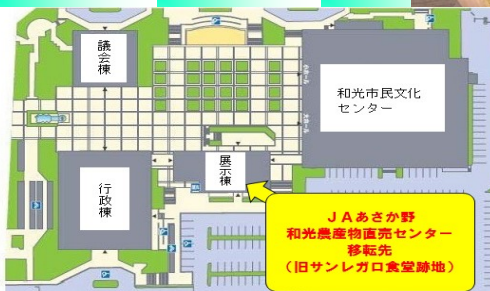 議会棟
和光市民文化
センター
行政棟
展示棟
JAあさか野
和光農産物直売センター
移転先
（旧サンレガロ食堂跡地）